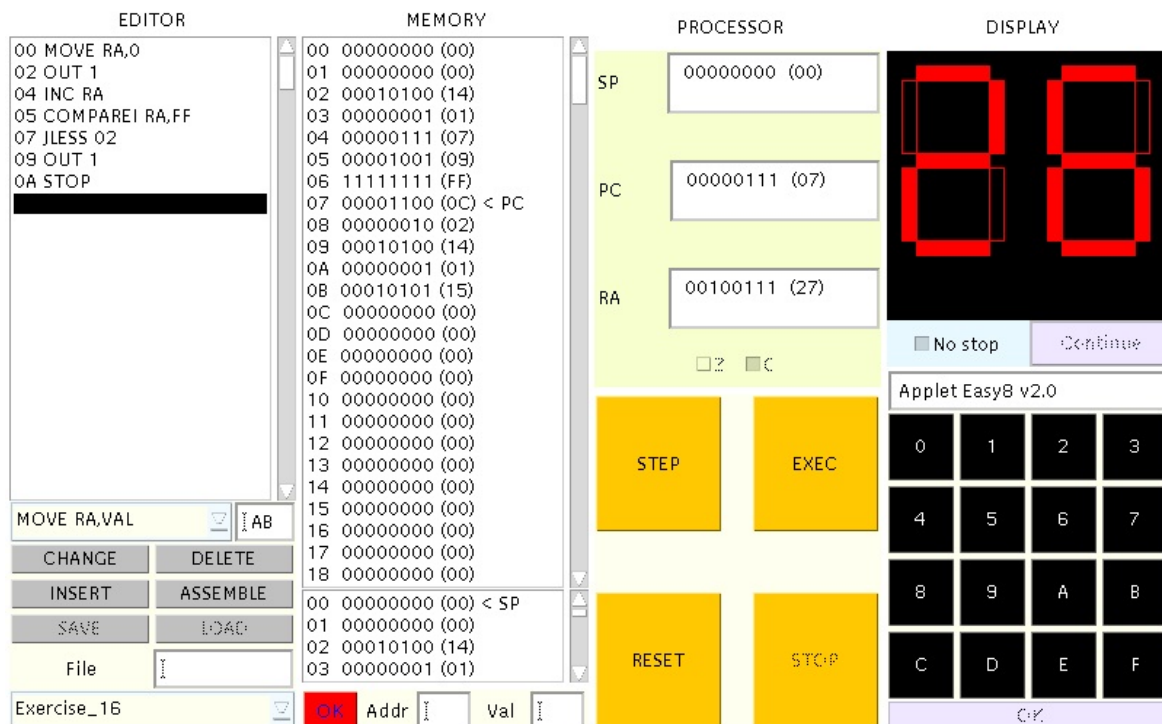 EDITOR
00 MOVE RA,0
02 OUT 1
04 INC RA
05 COMPAREI RA,FF
07 JLESS 02
09 OUT 1
0A STOP
MOVE RA,VAL
AB
CHANGE DELETE
INSERT ASSEMBLE
SAVE LOAD
File
Exercise_16
MEMORY
00 00000000 (00)
01 00000000 (00)
02 00010100 (14)
03 00000001 (01)
04 00000111 (07)
05 00001001 (09)
06 11111111 (FF)
07 00001100 (0C) < PC
08 00000010 (02)
09 00010100 (14)
0A 00000001 (01)
0B 00010101 (15)
0C 00000000 (00)
0D 00000000 (00)
0E 00000000 (00)
0F 00000000 (00)
10 00000000 (00)
11 00000000 (00)
12 00000000 (00)
13 00000000 (00)
14 00000000 (00)
15 00000000 (00)
16 00000000 (00)
17 00000000 (00)
18 00000000 (00)
00 00000000 (00) < SP
01 00000000 (00)
02 00010100 (14)
03 00000001 (01)
OK Addr Val
PROCESSOR
SP 00000000 (00)
PC 00000111 (07)
RA 00100111 (27)
Z C
STEP EXEC
RESET STOP
DISPLAY
26
No stop Continue
Applet Easy8 v2.0
0 1 2 3
4 5 6 7
8 9 A B
C D E F
OK